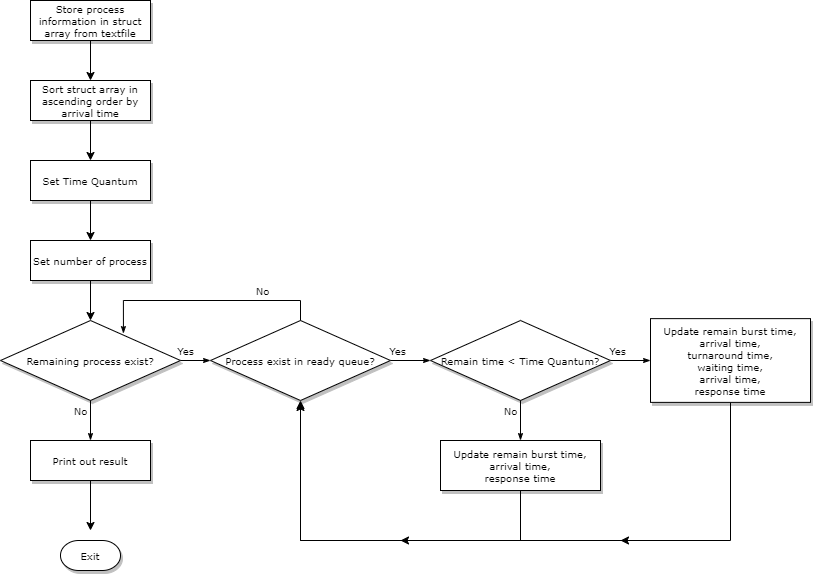 Store process
information in struct
array from textfile
Sort struct array in
ascending order by
arrival time
Set Time Quantum
Set number of process
No
Remaining process exist?
Yes
Process exist in ready queue?
Yes
Remain time < Time Quantum?
Yes
Update remain burst time,
arrival time,
turnaround time,
waiting time,
arrival time,
response time
No
No
Print out result
Update remain burst time,
arrival time,
response time
Exit